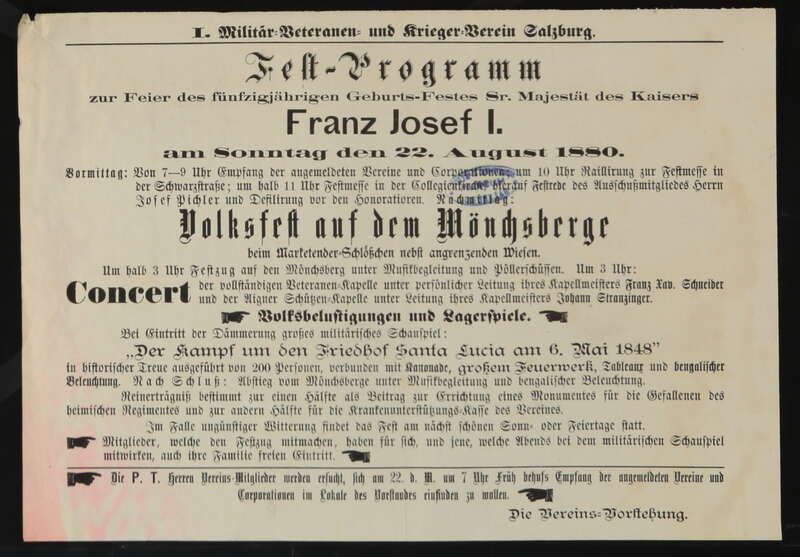 I. Militär-Veteranen- und Krieger-Verein Salzburg.
Fest-Programm
zur Feier des fünfzigjährigen Geburts-Festes Sr. Majestät des Kaisers
Franz Josef I.
am Sonntag den 22. August 1880.
Vormittag: Von 7—9 Uhr Empfang der angemeldeten Vereine und Corporationen; um 10 Uhr Raillirung zur Festmesse in
der Schwarzstraße; um halb 11 Uhr Festmesse in der Collegienkirche, hierauf Festrede des Ausschußmitgliedes Herrn
Josef Pichler und Defilirung vor den Honoratioren. Nachmittag:
Volksfest auf dem Mönchsberge
beim Marketender-Schlößchen nebst angrenzenden Wiesen.
Um halb 3 Uhr Festzug auf den Mönchsberg unter Musikbegleitung und Pöllerschüssen. Um 3 Uhr:
Concert der vollständigen Veteranen-Kapelle unter persönlicher Leitung ihres Kapellmeisters Franz Xav. Schneider
und der Aigner Schützen-Kapelle unter Leitung ihres Kapellmeisters Johann Stranzinger.
Volksbelustigungen und Lagerspiele.
Bei Eintritt der Dämmerung großes militärisches Schauspiel:
„Der Kampf um den Friedhof Santa Lucia am 6. Mai 1848"
in historischer Treue ausgeführt von 200 Personen, verbunden mit Kanonade, großem Feuerwerk, Tableaux und bengalischer
Beleuchtung. Nach Schluß: Abstieg vom Mönchsberge unter Musikbegleitung und bengalischer Beleuchtung.
Reinerträgniß bestimmt zur einen Hälfte als Beitrag zur Errichtung eines Monumentes für die Gefallenen des
heimischen Regimentes und zur andern Hälfte für die Krankenunterstützungs-Kasse des Vereines.
Im Falle ungünstiger Witterung findet das Fest am nächst schönen Sonn- oder Feiertage statt.
Mitglieder, welche den Festzug mitmachen, haben für sich, und jene, welche Abends bei dem militärischen Schauspiel
mitwirken, auch ihre Familie freien Eintritt.
Die P. T. Herren Vereins-Mitglieder werden ersucht, sich am 22. d. M. um 7 Uhr Früh behufs Empfang der angemeldeten Vereine und
Corporationen im Lokale des Vorstandes einfinden zu wollen.
Die Vereins-Vorstehung.